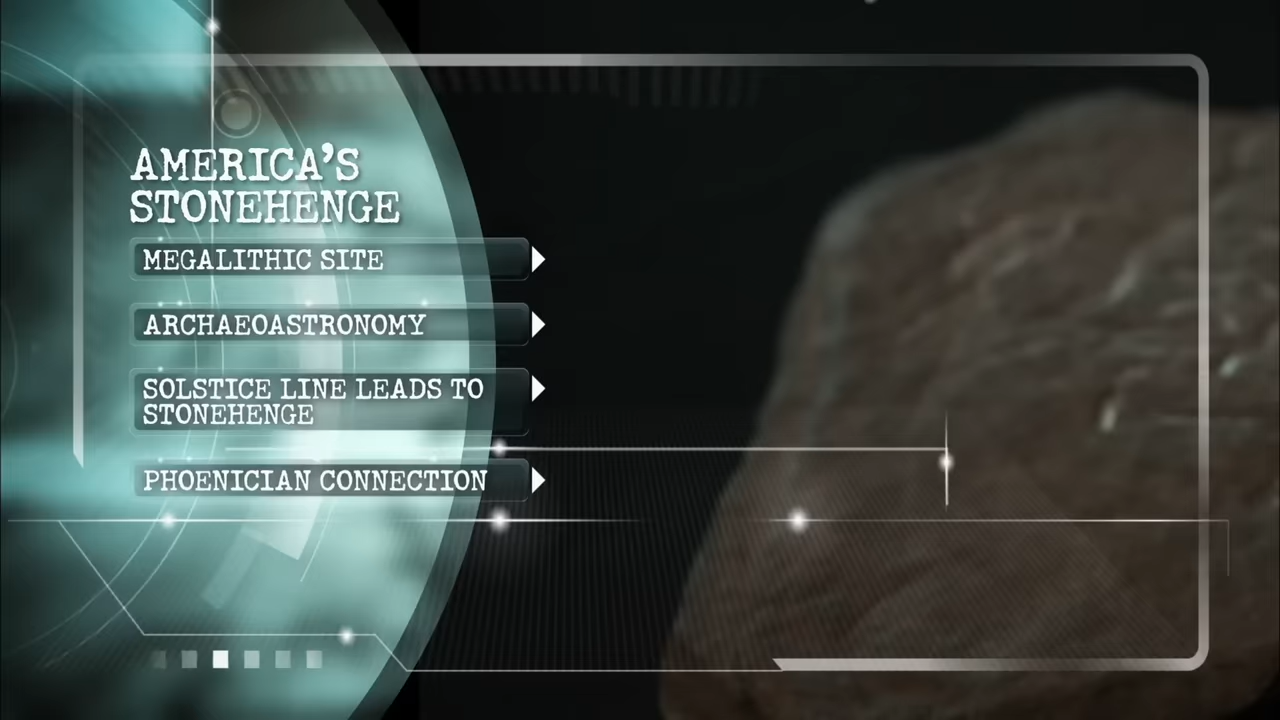 AMERICA'S
STONEHENGE
MEGALITHIC SITE
ARCHAEOASTRONOMY
SOLSTICE LINE LEADS TO
STONEHENGE
PHOENICIAN CONNECTION